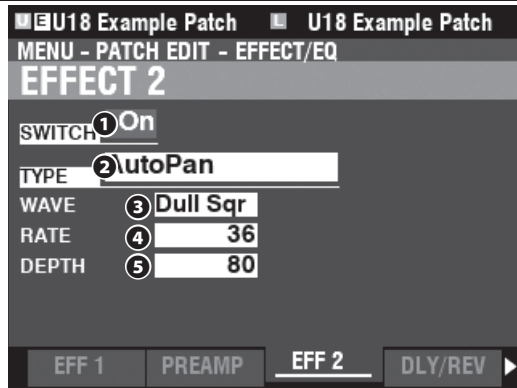 U E U18 Example Patch L U18 Example Patch
MENU - PATCH EDIT - EFFECT/EQ
EFFECT 2
SWITCH 1 On
TYPE 2 AutoPan
WAVE 3 Dull Sqr
RATE 4 36
DEPTH 5 80
EFF 1 PREAMP EFF 2 DLY/REV